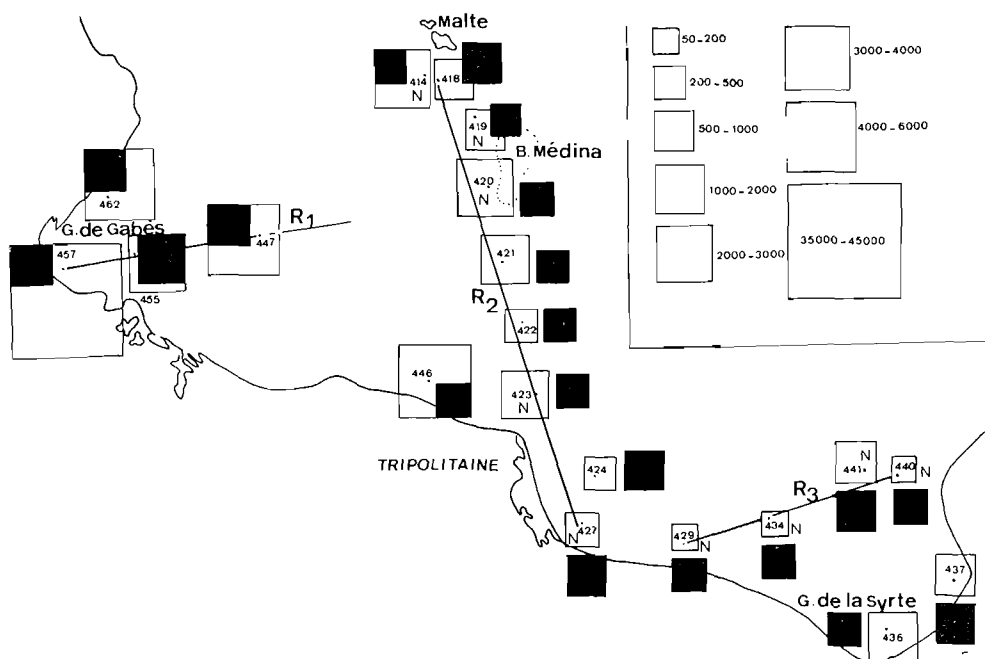 Malte
414
N
418
419
N
B. Médina
420
N
462
G. de Gabès
R1
457
447
455
421
R2
422
446
423
N
TRIPOLITAINE
424
427
N
R3
441
N
440
N
429
N
434
N
437
G. de la Syrte
436
50-200
200-500
500-1000
1000-2000
2000-3000
3000-4000
4000-6000
35000-45000